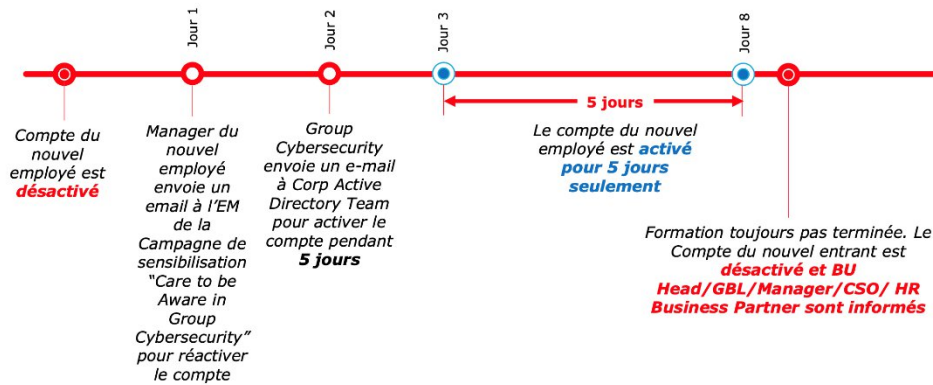 Jour 1
Jour 2
Jour 3
Jour 8
5 jours
Compte du
nouvel
employé est
désactivé
Manager du
nouvel
employé
envoie un
email à l’EM
de la
Campagne de
sensibilisation
“Care to be
Aware in
Group
Cybersecurity”
pour réactiver
le compte
Group
Cybersecurity
envoie un e-mail
à Corp Active
Directory Team
pour activer le
compte pendant
5 jours
Le compte du nouvel
employé est activé
pour 5 jours
seulement
Formation toujours pas terminée. Le
Compte du nouvel entrant est
désactivé et BU
Head/GBL/Manager/CSO/ HR
Business Partner sont informés